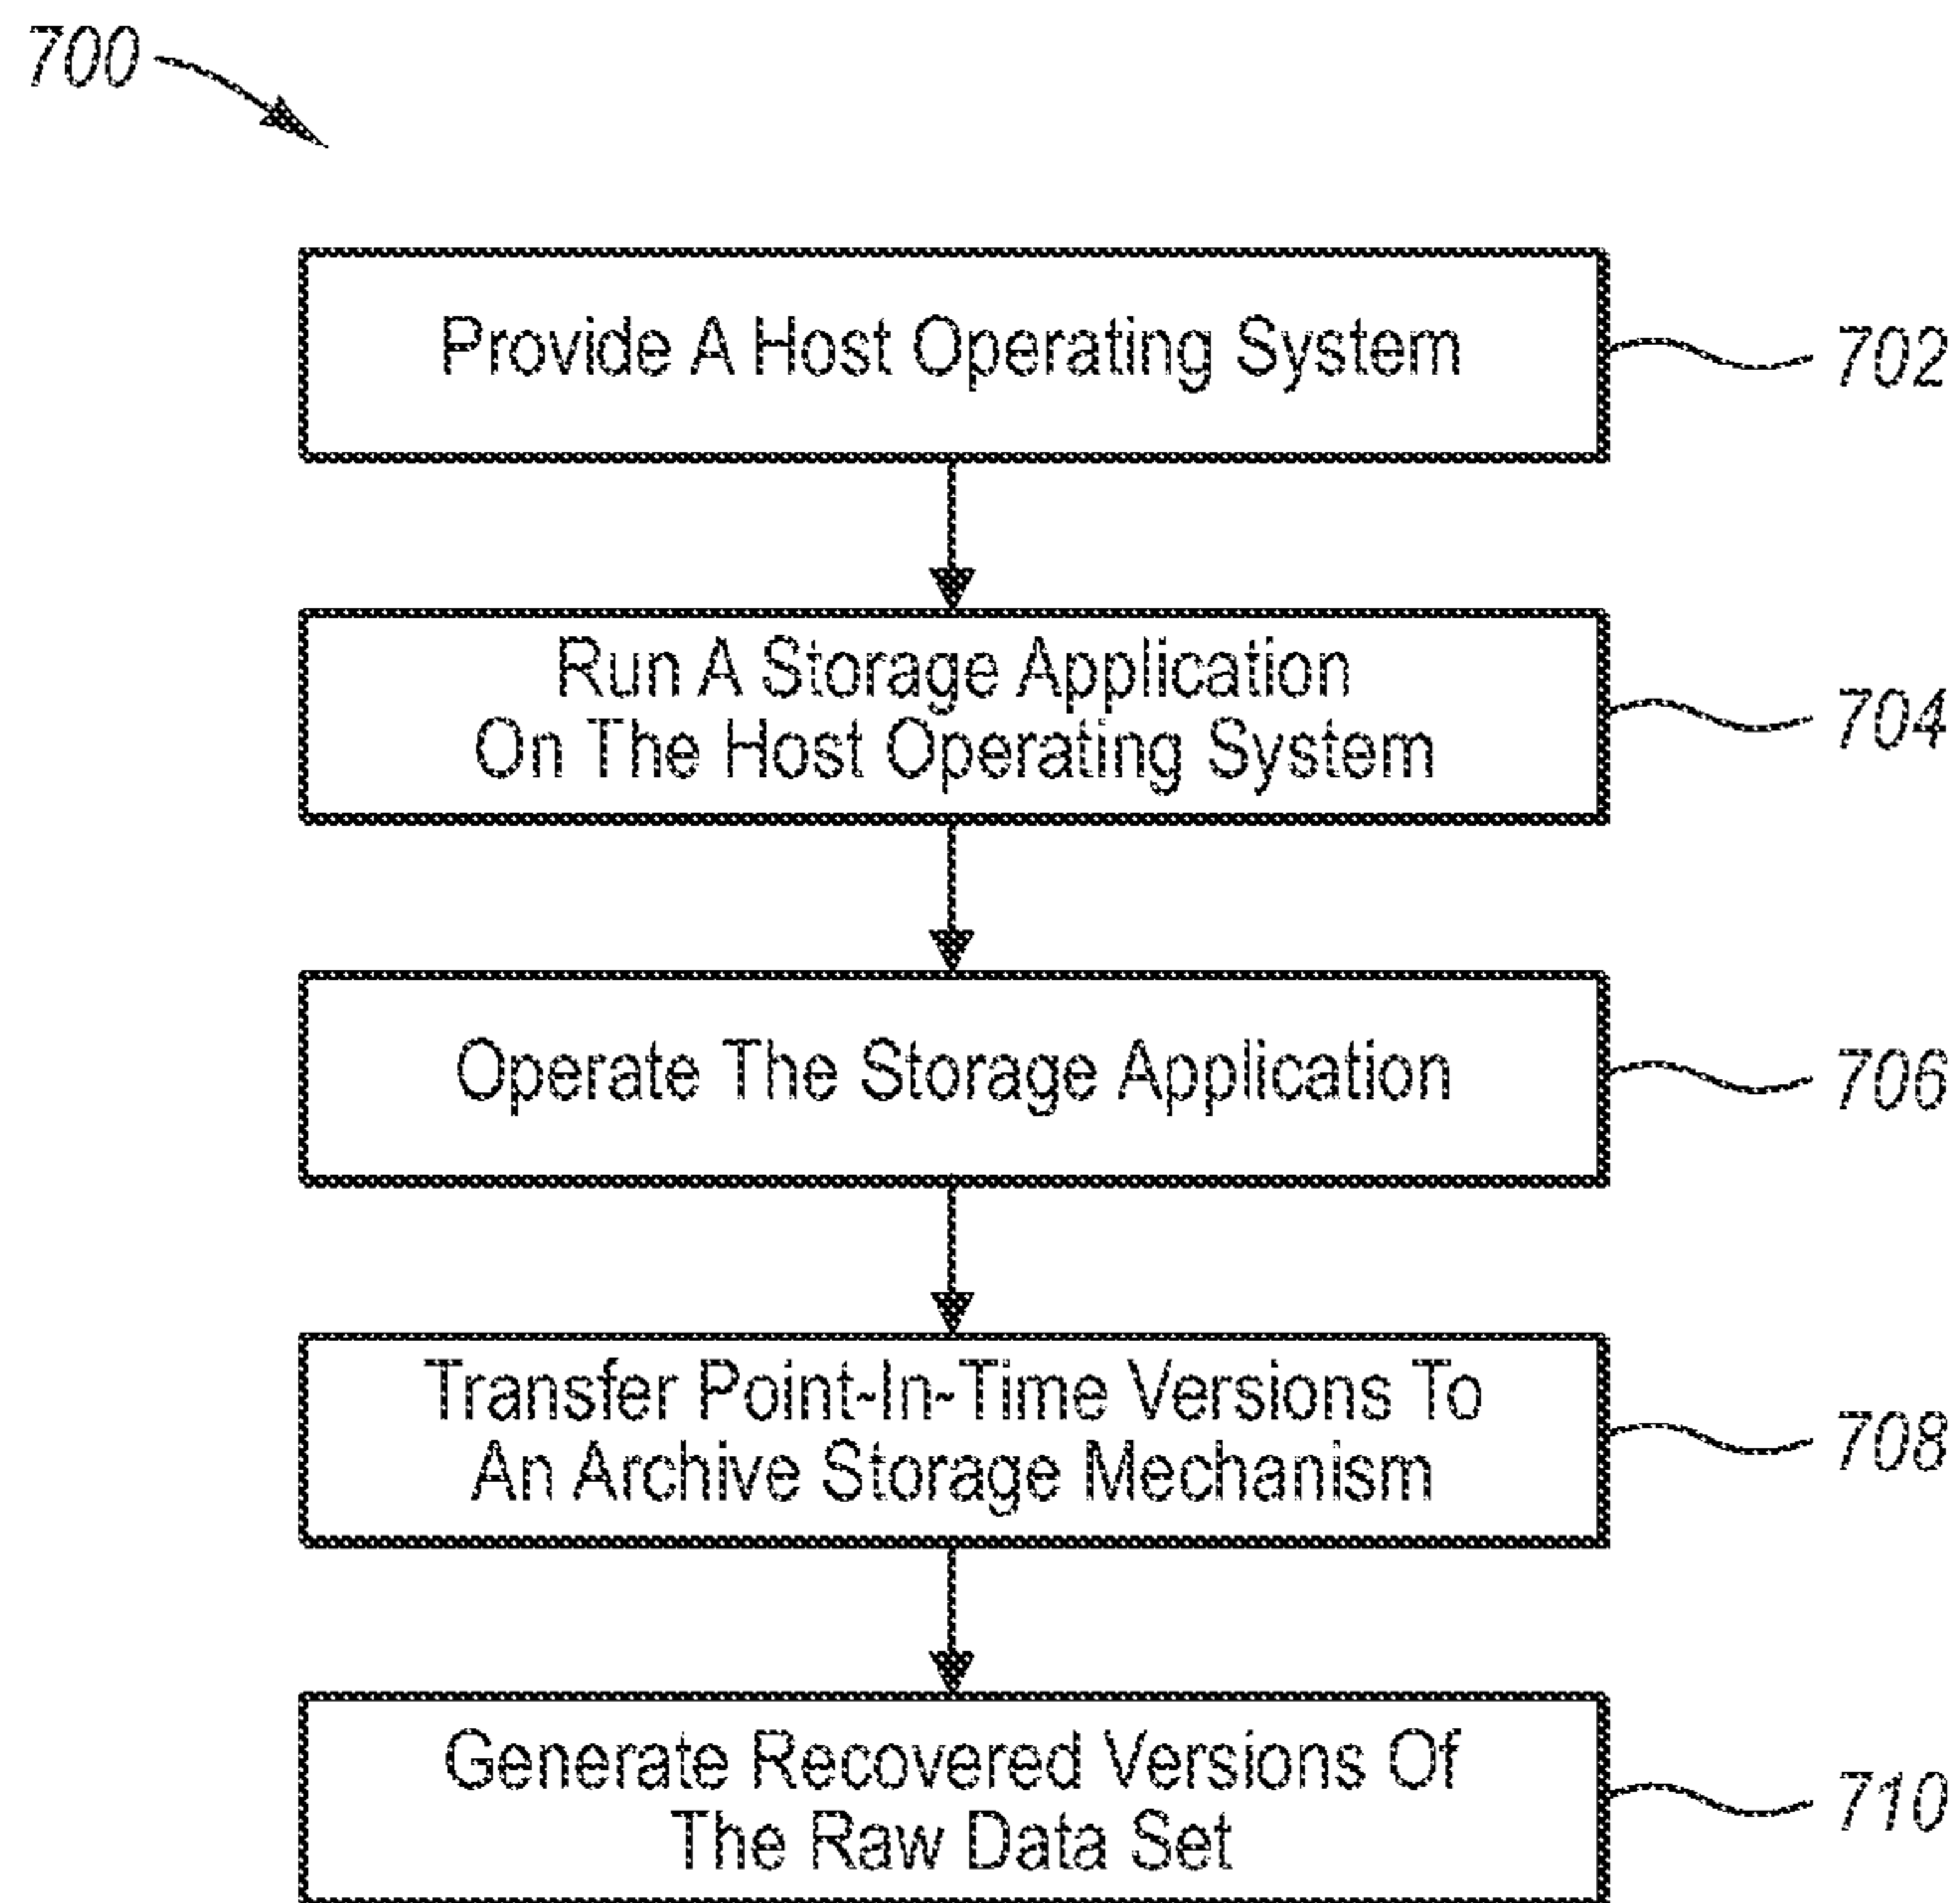 700
Provide A Host Operating System
702
Run A Storage Application
On The Host Operating System
704
Operate The Storage Application
706
Transfer Point-In-Time Versions To
An Archive Storage Mechanism
708
Generate Recovered Versions Of
The Raw Data Set
710